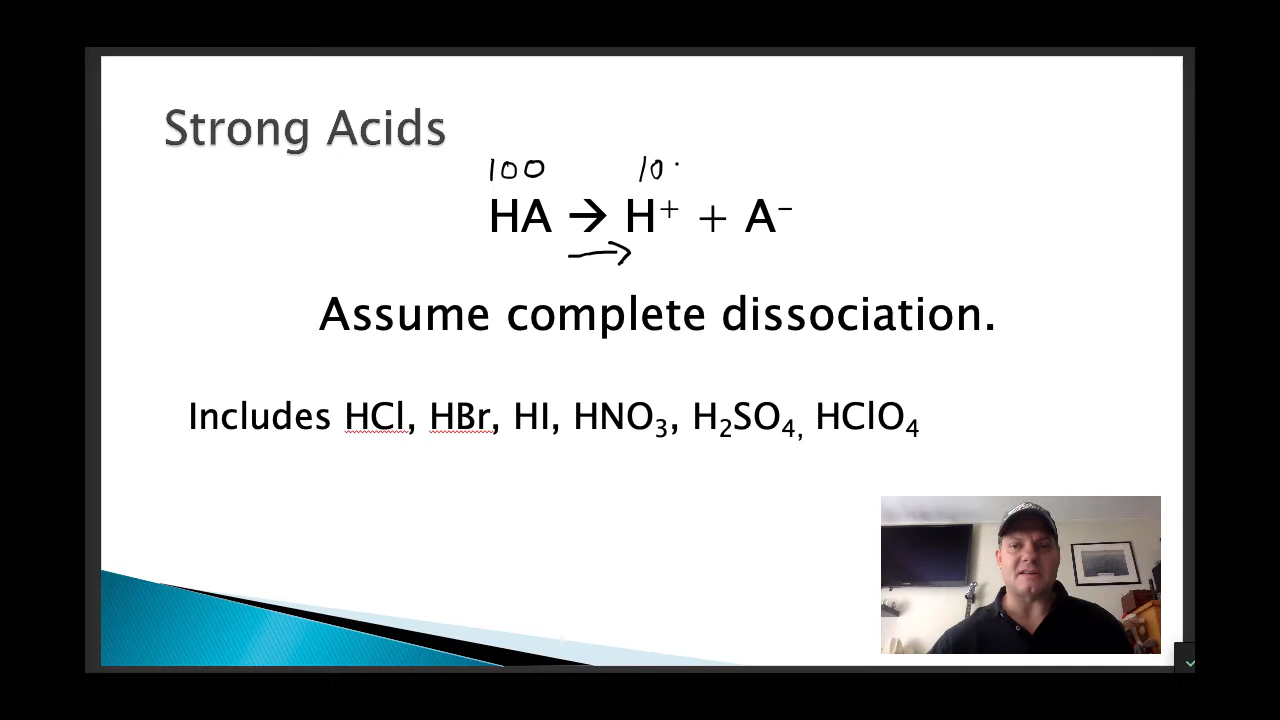 Strong Acids
100 10
HA → H⁺ + A⁻
Assume complete dissociation.
Includes HCl, HBr, HI, HNO₃, H₂SO₄, HClO₄